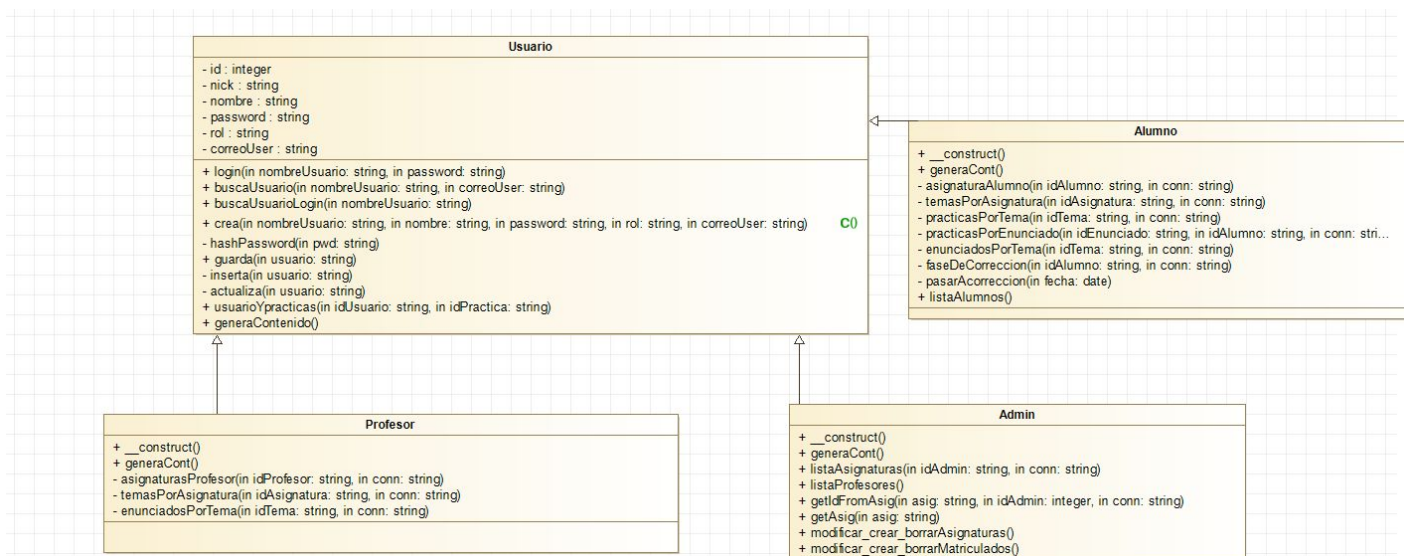 Usuario
- id : integer
- nick : string
- nombre : string
- password : string
- rol : string
- correoUser : string
+ login(in nombreUsuario: string, in password: string)
+ buscaUsuario(in nombreUsuario: string, in correoUser: string)
+ buscaUsuarioLogin(in nombreUsuario: string)
+ crea(in nombreUsuario: string, in nombre: string, in password: string, in rol: string, in correoUser: string) C()
- hashPassword(in pwd: string)
+ guarda(in usuario: string)
- inserta(in usuario: string)
- actualiza(in usuario: string)
+ usuarioYpracticas(in idUsuario: string, in idPractica: string)
+ generaContenido()
Alumno
+ __construct()
+ generaCont()
- asignaturaAlumno(in idAlumno: string, in conn: string)
- temasPorAsignatura(in idAsignatura: string, in conn: string)
- practicasPorTema(in idTema: string, in conn: string)
- practicasPorEnunciado(in idEnunciado: string, in idAlumno: string, in conn: stri...
- enunciadosPorTema(in idTema: string, in conn: string)
- faseDeCorreccion(in idAlumno: string, in conn: string)
- pasarAcorreccion(in fecha: date)
+ listaAlumnos()
Profesor
+ __construct()
+ generaCont()
- asignaturasProfesor(in idProfesor: string, in conn: string)
- temasPorAsignatura(in idAsignatura: string, in conn: string)
- enunciadosPorTema(in idTema: string, in conn: string)
Admin
+ __construct()
+ generaCont()
+ listaAsignaturas(in idAdmin: string, in conn: string)
+ listaProfesores()
+ getIdFromAsig(in asig: string, in idAdmin: integer, in conn: string)
+ getAsig(in asig: string)
+ modificar_crear_borrarAsignaturas()
+ modificar_crear_borrarMatriculados()